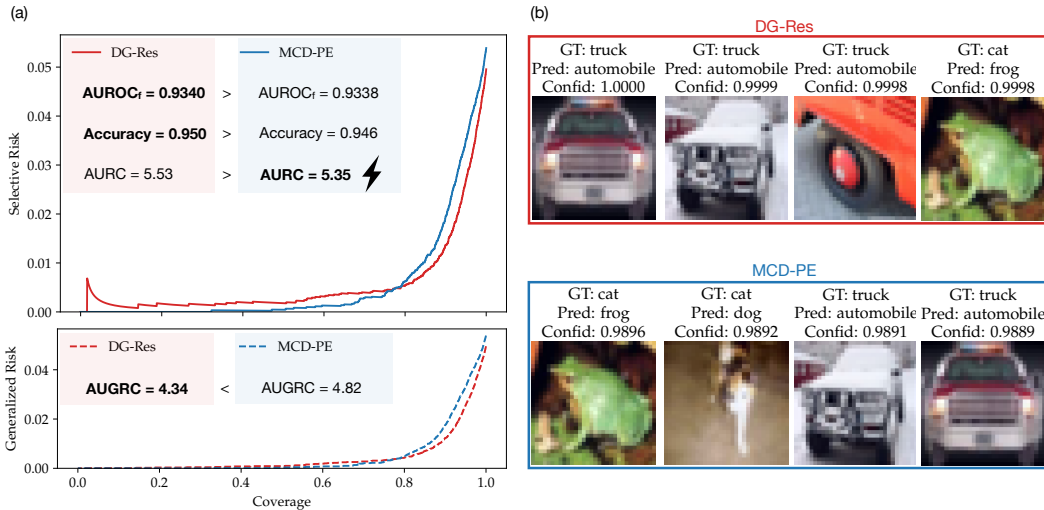 (a)
DG-Res MCD-PE
AUROCf = 0.9340 > AUROCf = 0.9338
Accuracy = 0.950 > Accuracy = 0.946
AURC = 5.53 > AURC = 5.35
Selective Risk
0.05
0.04
0.03
0.02
0.01
0.00
DG-Res MCD-PE
AUGRC = 4.34 < AUGRC = 4.82
Generalized Risk
0.04
0.02
0.00
0.0 0.2 0.4 0.6 0.8 1.0
Coverage
(b)
DG-Res
GT: truck GT: truck GT: truck GT: cat
Pred: automobile Pred: automobile Pred: automobile Pred: frog
Confid: 1.0000 Confid: 0.9999 Confid: 0.9998 Confid: 0.9998
MCD-PE
GT: cat GT: cat GT: truck GT: truck
Pred: frog Pred: dog Pred: automobile Pred: automobile
Confid: 0.9896 Confid: 0.9892 Confid: 0.9891 Confid: 0.9889